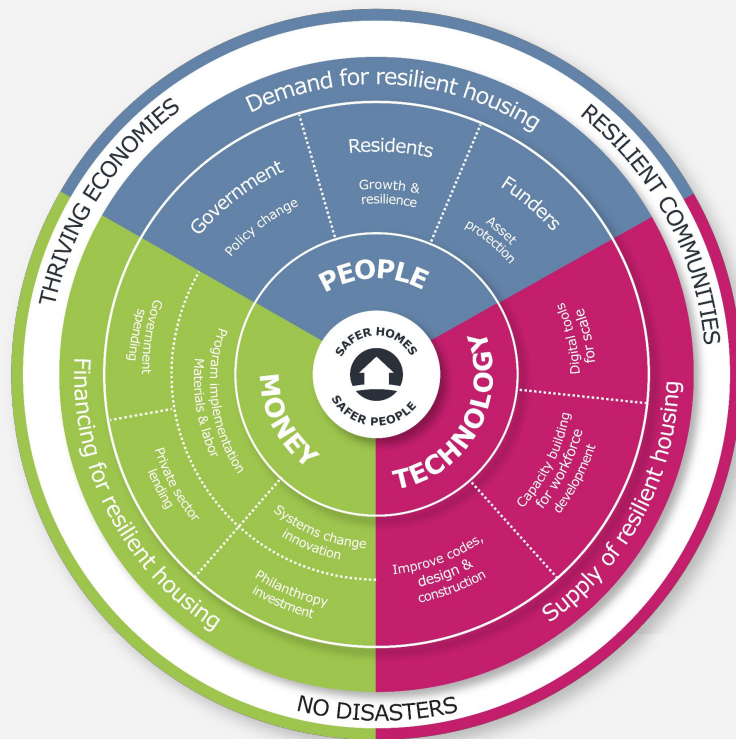 THRIVING ECONOMIES
RESILIENT COMMUNITIES
NO DISASTERS
Demand for resilient housing
Government
Policy change
Residents
Growth &
resilience
Funders
Asset
protection
PEOPLE
SAFER HOMES
SAFER PEOPLE
MONEY
TECHNOLOGY
Financing for resilient housing
Government
spending
Program implementation
Materials & labor
Private sector
lending
Systems change
innovation
Philanthropy
investment
Supply of resilient housing
Digital tools
for scale
Capacity building
for workforce
development
Improve codes,
design &
construction